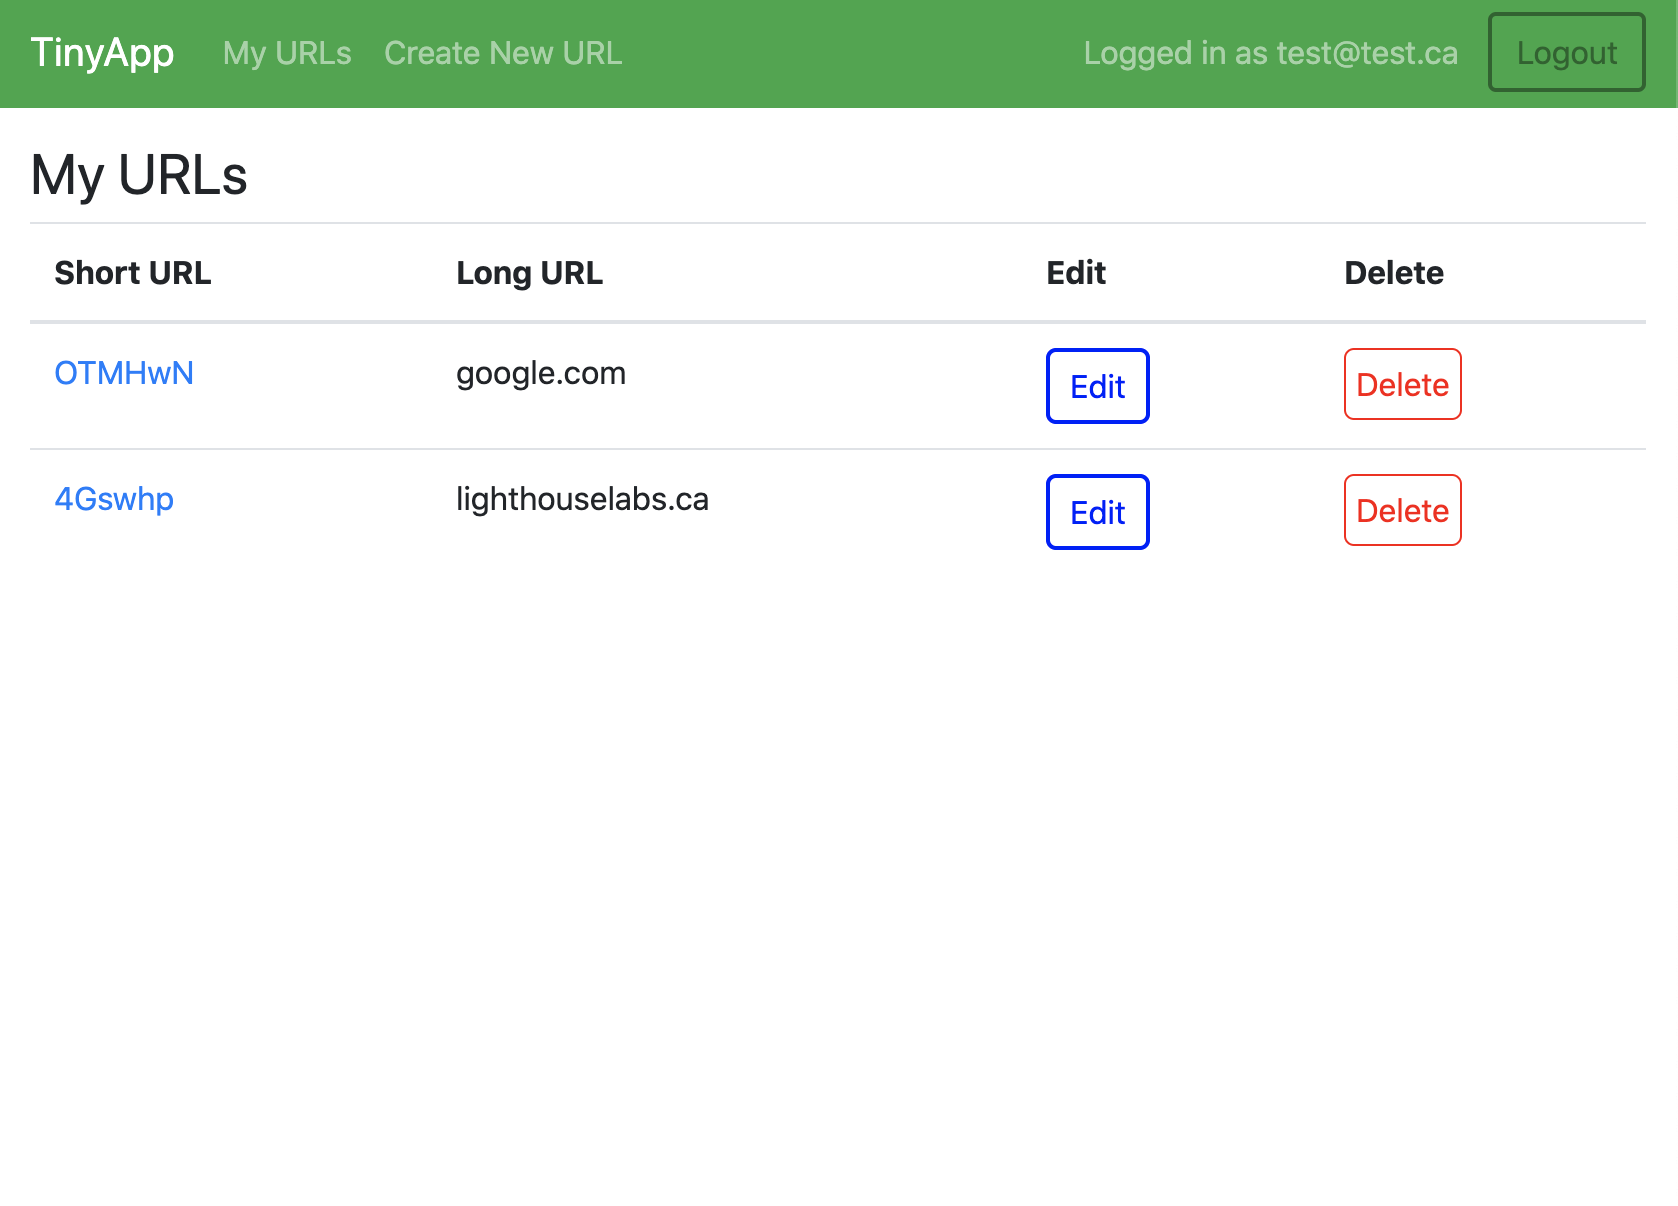 TinyApp My URLs Create New URL Logged in as test@test.ca Logout
My URLs
Short URL Long URL Edit Delete
OTMHwN google.com Edit Delete
4Gswhp lighthouselabs.ca Edit Delete